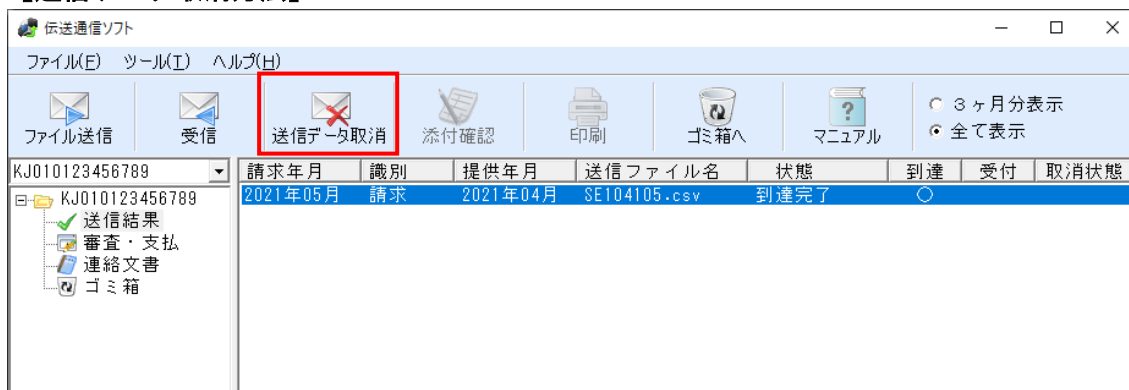 伝送通信ソフト
ファイル(F) ツール(T) ヘルプ(H)
ファイル送信 受信 送信データ取消 添付確認 印刷 ゴミ箱へ マニュアル
3ヶ月分表示
全て表示
KJ010123456789
請求年月 識別 提供年月 送信ファイル名 状態 到達 受付 取消状態
KJ010123456789
2021年05月 請求 2021年04月 SE104105.csv 到達完了 ○
送信結果
審査・支払
連絡文書
ゴミ箱